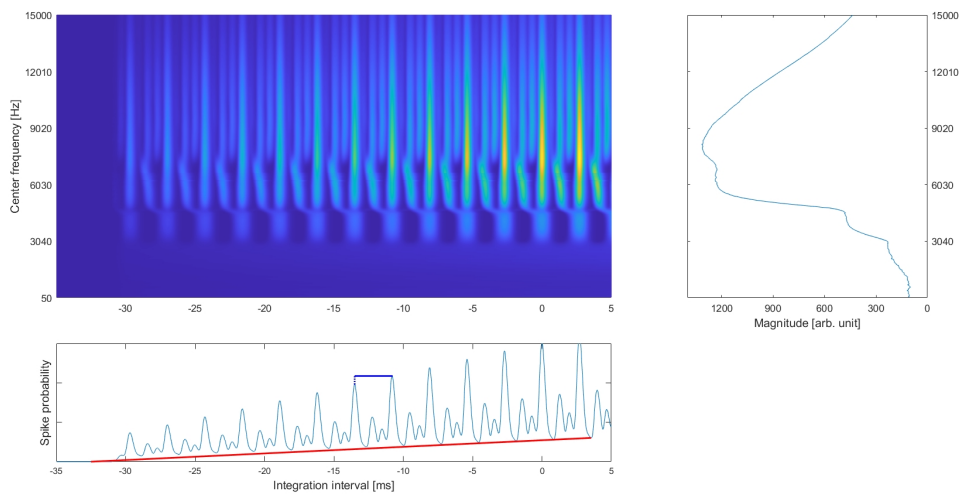 15000
12010
9020
6030
3040
50
Center frequency [Hz]
-30 -25 -20 -15 -10 -5 0 5
15000
12010
9020
6030
3040
1200 900 600 300 0
Magnitude [arb. unit]
Spike probability
-35 -30 -25 -20 -15 -10 -5 0 5
Integration interval [ms]